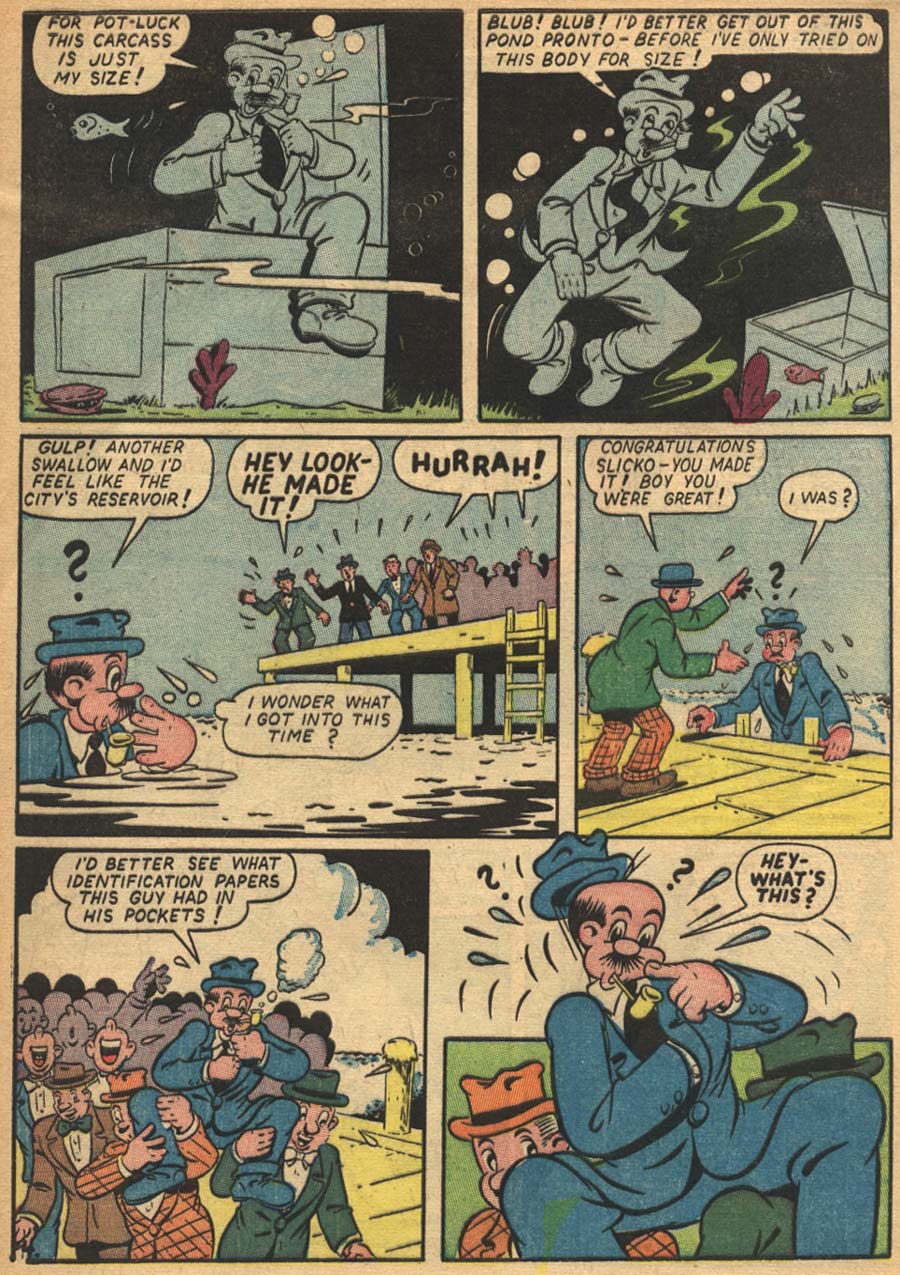 FOR POT-LUCK
THIS CARCASS
IS JUST
MY SIZE!
BLUB! BLUB! I'D BETTER GET OUT OF THIS
POND PRONTO - BEFORE I'VE ONLY TRIED ON
THIS BODY FOR SIZE!
GULP! ANOTHER
SWALLOW AND I'D
FEEL LIKE THE
CITY'S RESERVOIR!
HEY LOOK-
HE MADE
IT!
HURRAH!
?
I WONDER WHAT
I GOT INTO THIS
TIME?
CONGRATULATIONS
SLICKO-YOU MADE
IT! BOY YOU
WERE GREAT!
I WAS?
?
I'D BETTER SEE WHAT
IDENTIFICATION PAPERS
THIS GUY HAD IN
HIS POCKETS!
?
?
HEY-
WHAT'S
THIS?